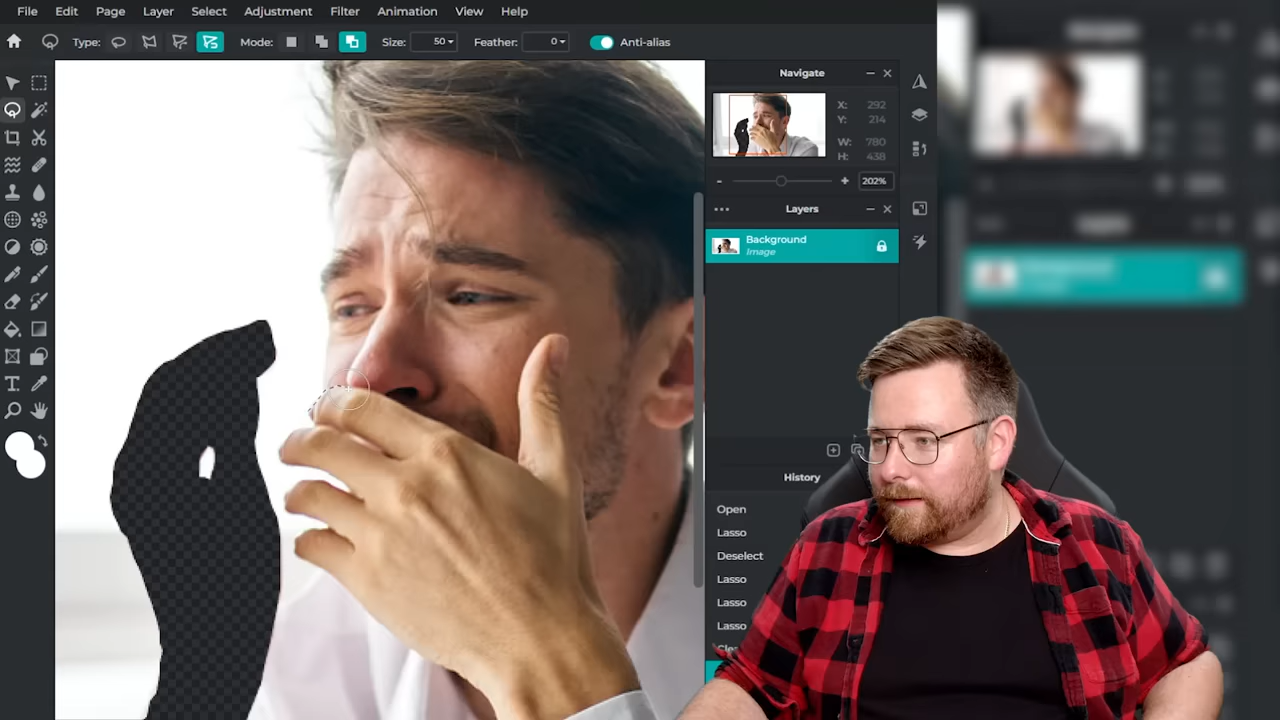 File Edit Page Layer Select Adjustment Filter Animation View Help
Type: Mode: Size: 50 Feather: 0 Anti-alias
Navigate
X: 292
Y: 214
W: 780
H: 438
- + 202%
Layers
Background
Image
History
Open
Lasso
Deselect
Lasso
Lasso
Lasso